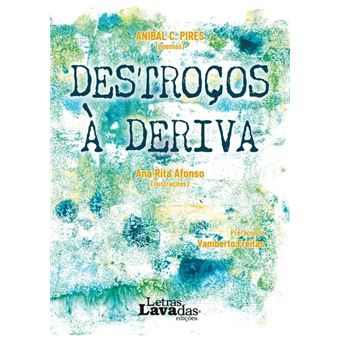 ANÍBAL C. PIRES
(poemas)
DESTROÇOS
À DERIVA
Ana Rita Afonso
(ilustrações)
Prefácio de
Vamberto Freitas
Letras
Lavadas
edições